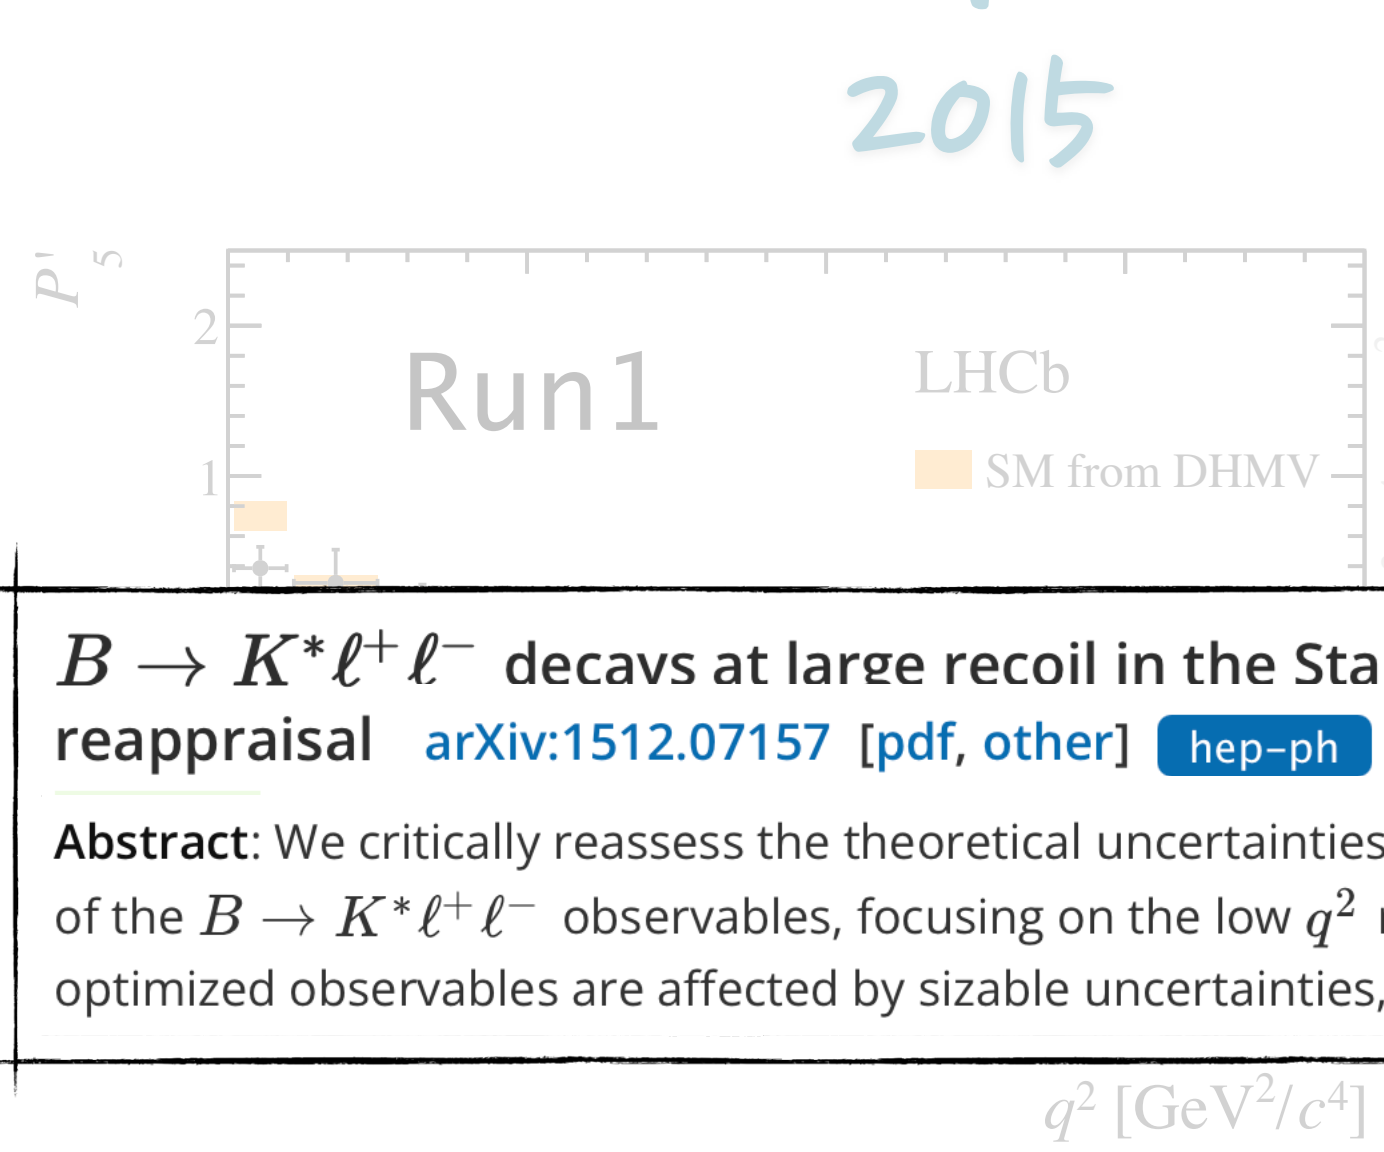 2015
P'5
2
Run1
LHCb
1
SM from DHMV
B → K*ℓ+ℓ− decays at large recoil in the Sta
reappraisal arXiv:1512.07157 [pdf, other] hep-ph
Abstract: We critically reassess the theoretical uncertainties
of the B → K*ℓ+ℓ− observables, focusing on the low q²
optimized observables are affected by sizable uncertainties,
q² [GeV²/c⁴]